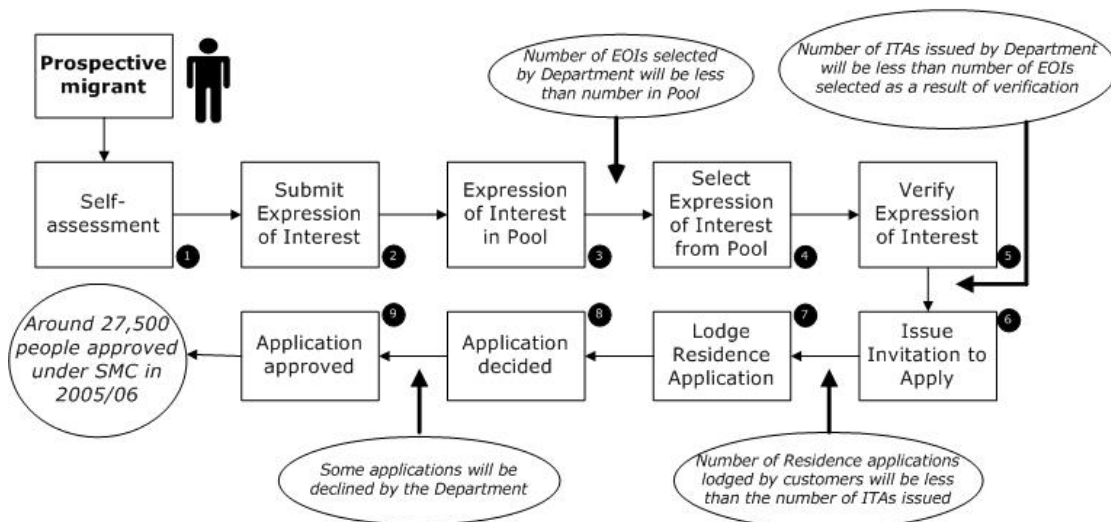 Prospective
migrant
Number of EOIs selected
by Department will be less
than number in Pool
Number of ITAs issued by Department
will be less than number of EOIs
selected as a result of verification
Self-
assessment
1
Submit
Expression
of Interest
2
Expression
of Interest
in Pool
3
Select
Expression
of Interest
from Pool
4
Verify
Expression
of Interest
5
Issue
Invitation to
Apply
6
Lodge
Residence
Application
7
Application
decided
8
Application
approved
9
Around 27,500
people approved
under SMC in
2005/06
Some applications will be
declined by the Department
Number of Residence applications
lodged by customers will be less
than the number of ITAs issued